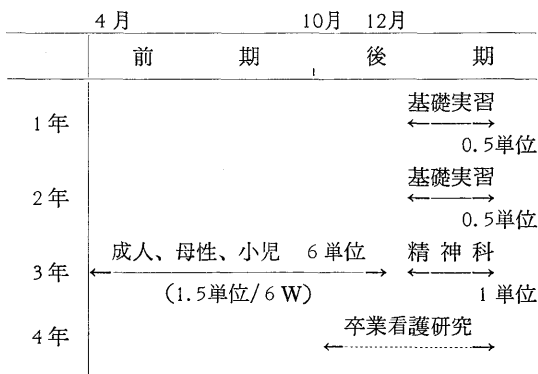 4月 10月 12月
前期 後期
1年 基礎実習
0.5単位
2年 基礎実習
0.5単位
成人、母性、小児 6単位 精神科
3年
(1.5単位/6W) 1単位
卒業看護研究
4年